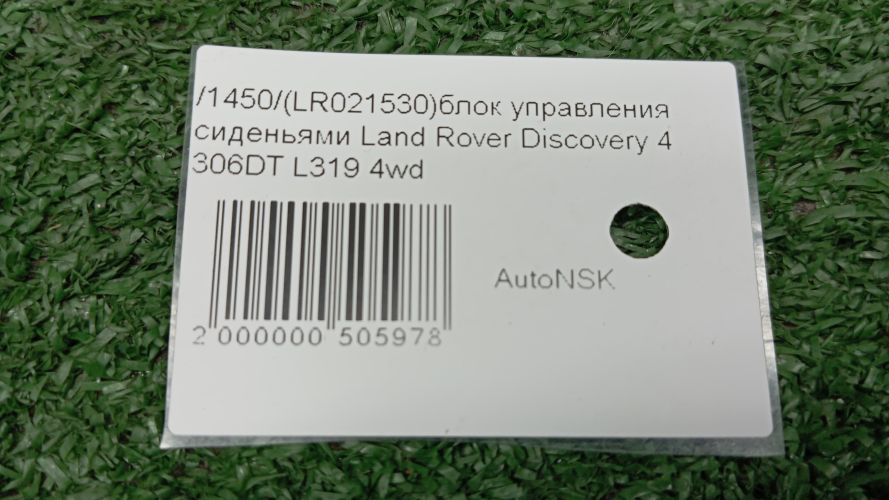 /1450/(LR021530)блок управления
сиденьями Land Rover Discovery 4
306DT L319 4wd
AutoNSK
2 000000 505978